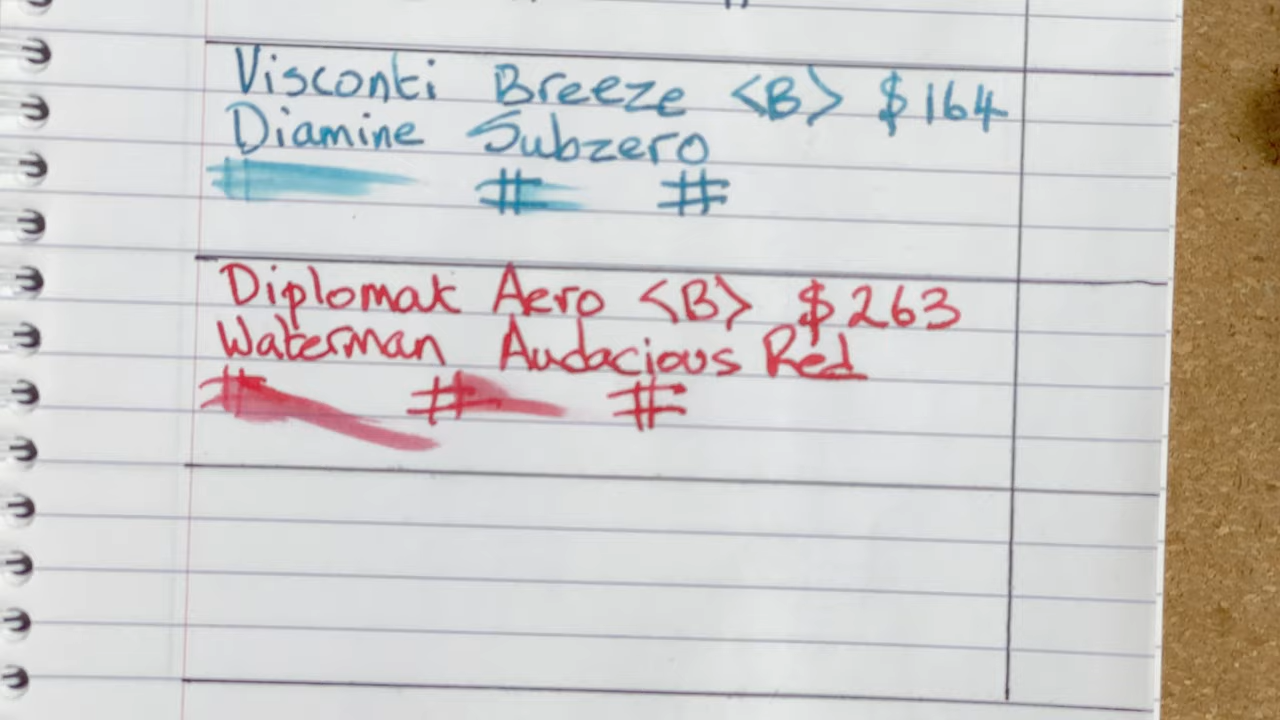 Visconti Breeze <B> $164
Diamine Subzero
# # #
Diplomat Aero <B> $263
Waterman Audacious Red
# # #